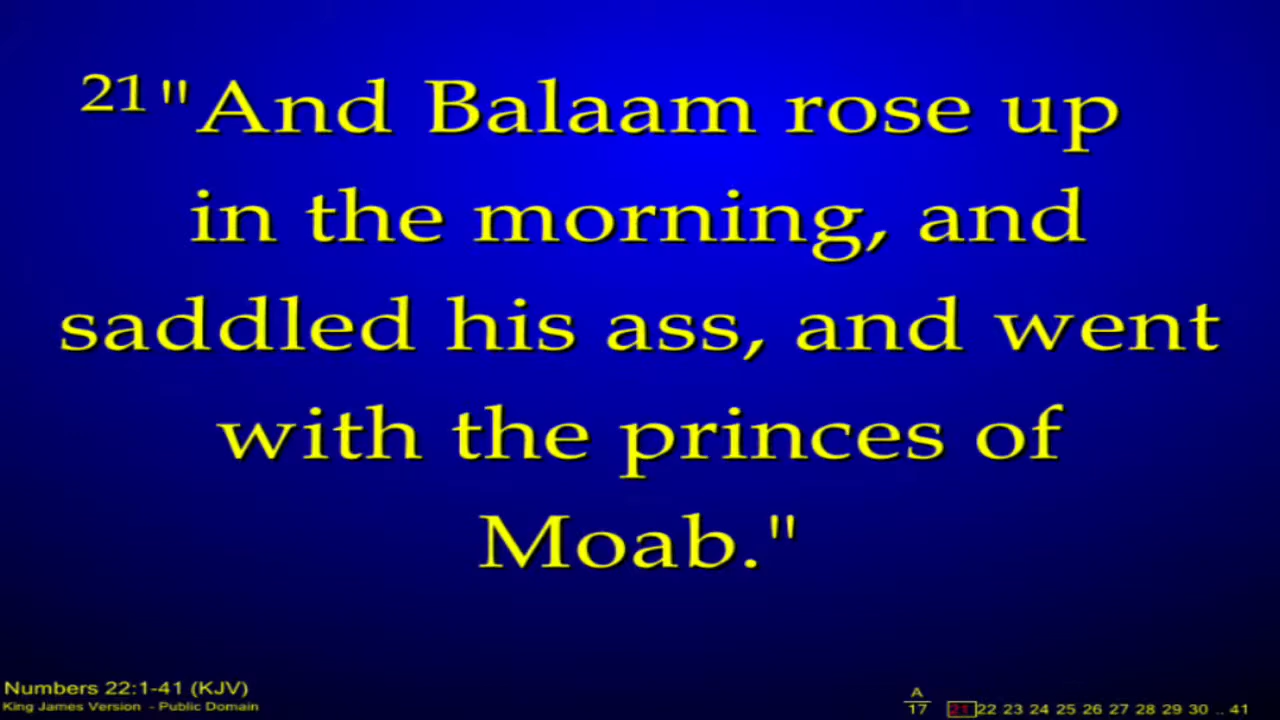 21"And Balaam rose up
in the morning, and
saddled his ass, and went
with the princes of
Moab."
Numbers 22:1-41 (KJV)
King James Version - Public Domain
A
17 21 22 23 24 25 26 27 28 29 30 .. 41